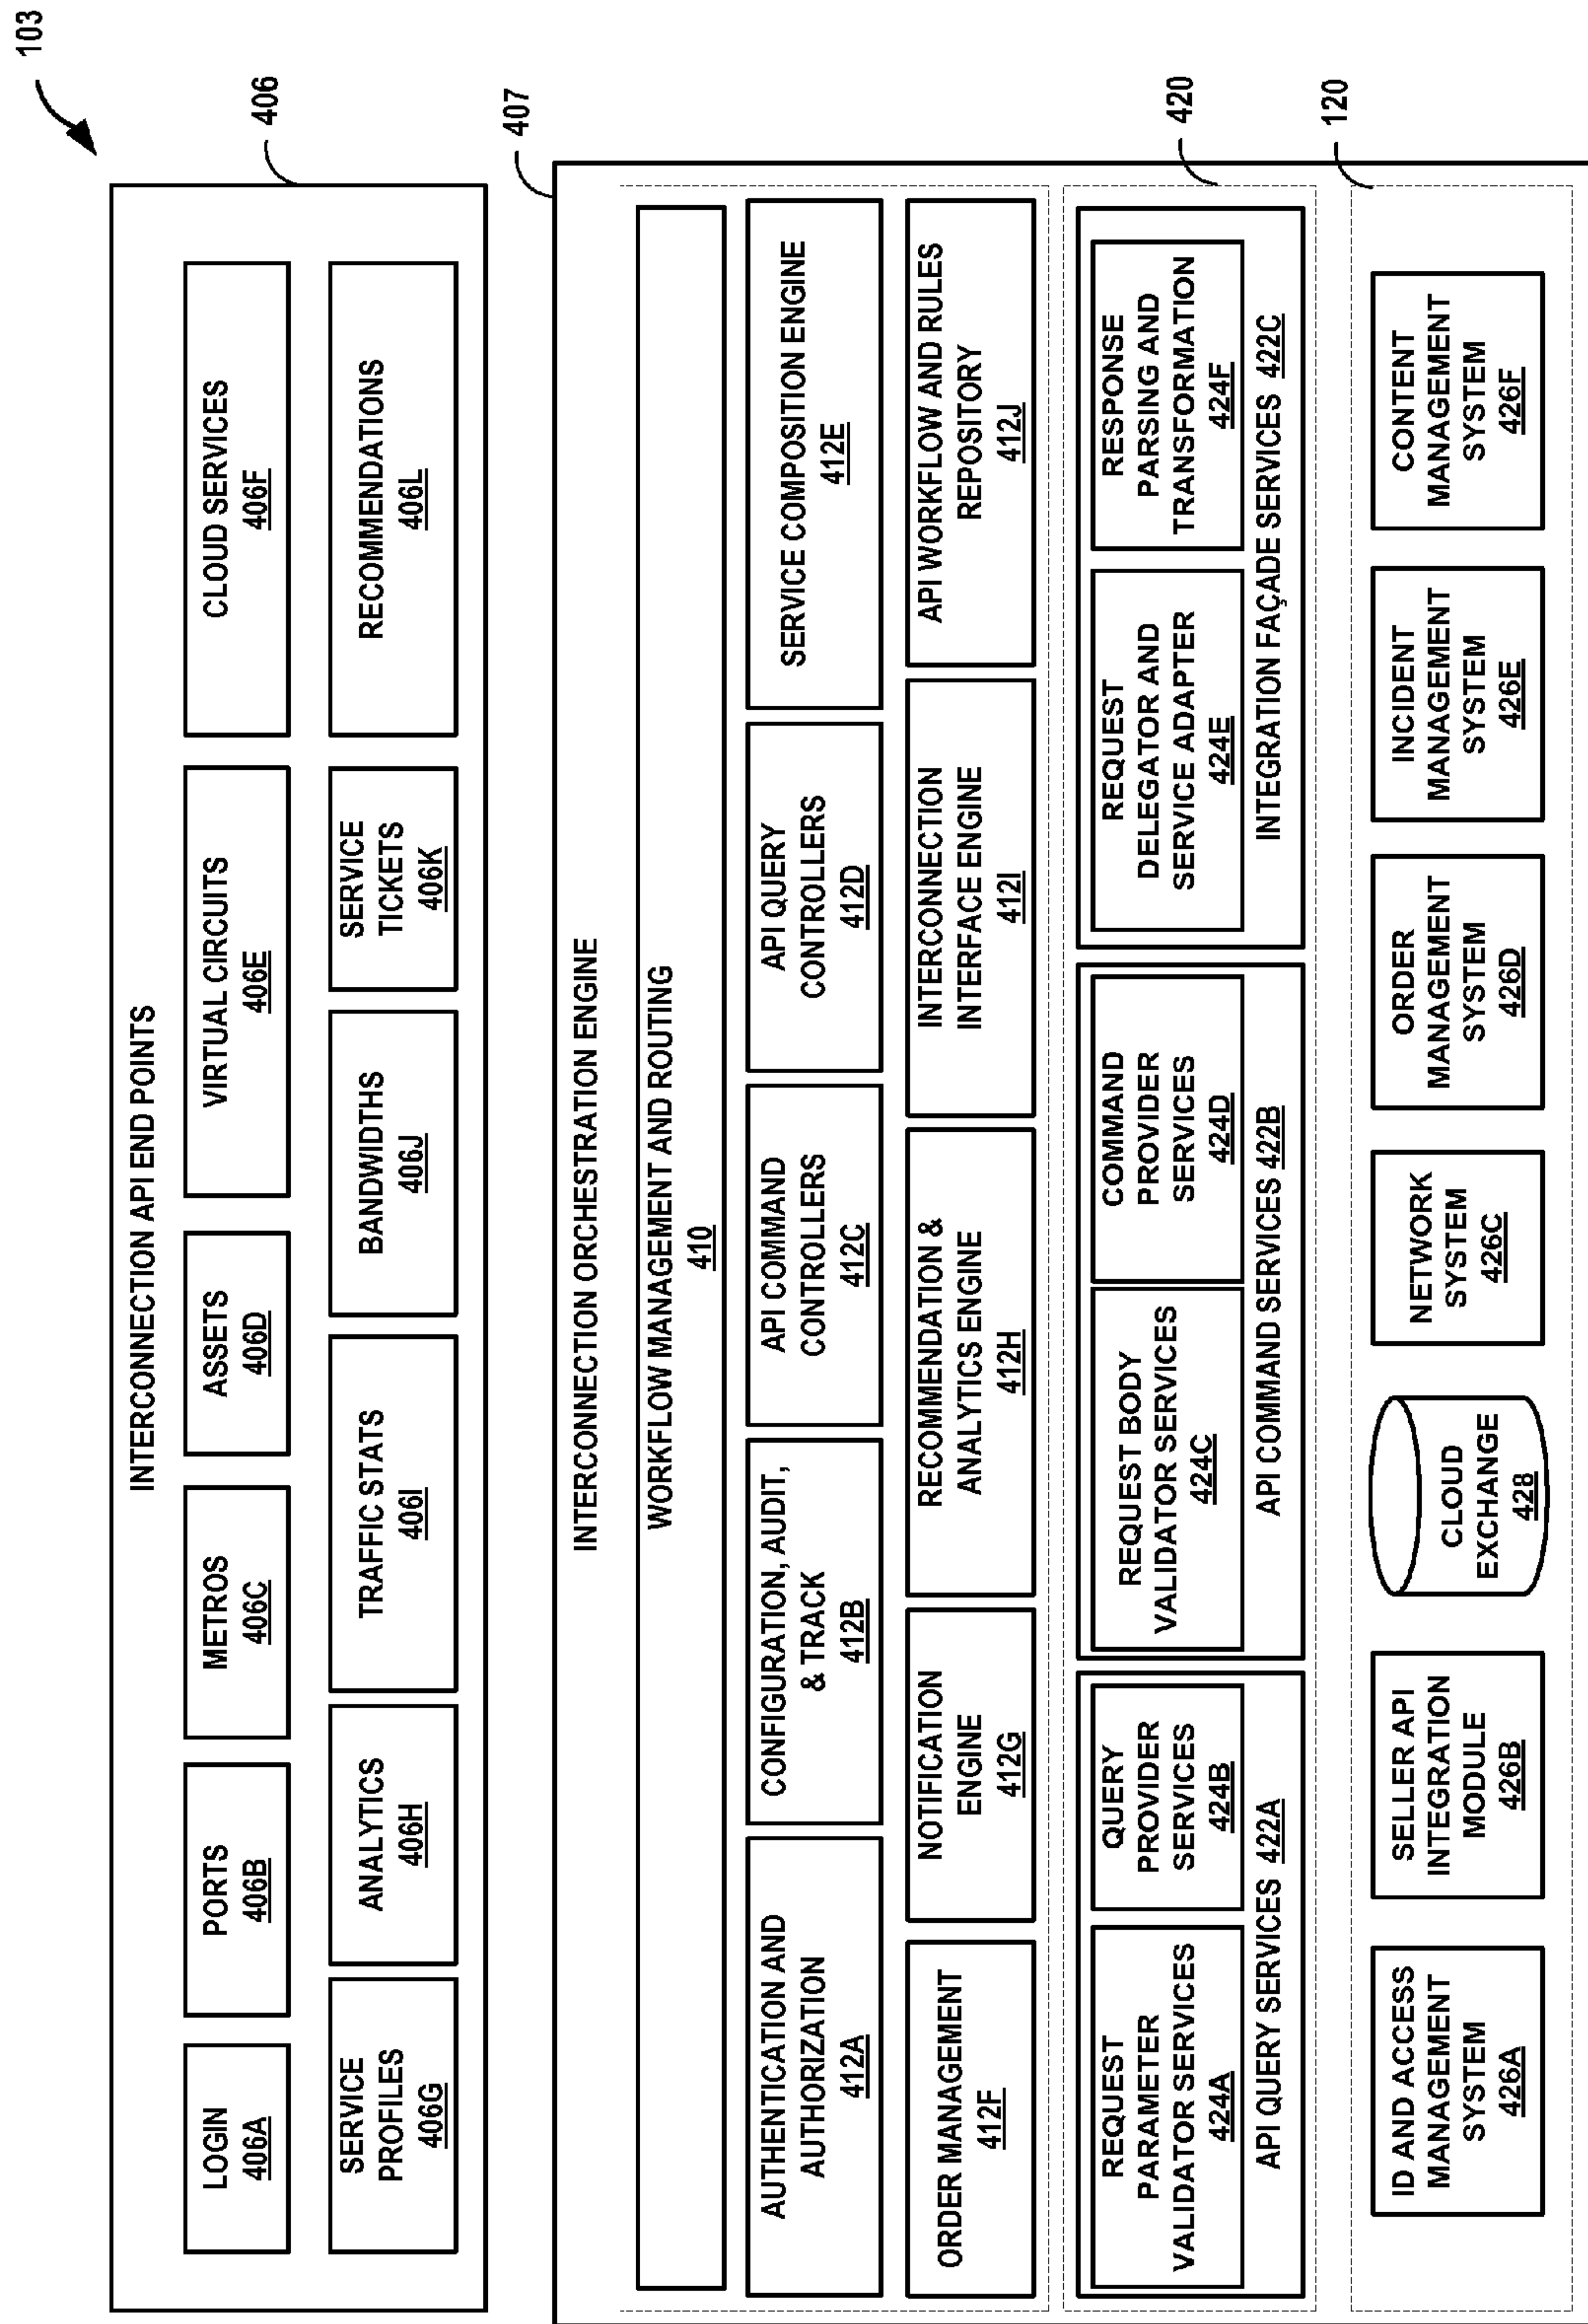 103
INTERCONNECTION API END POINTS
406
LOGIN
406A
PORTS
406B
METROS
406C
ASSETS
406D
VIRTUAL CIRCUITS
406E
CLOUD SERVICES
406F
SERVICE
PROFILES
406G
ANALYTICS
406H
TRAFFIC STATS
406I
BANDWIDTHS
406J
SERVICE
TICKETS
406K
RECOMMENDATIONS
406L
407
INTERCONNECTION ORCHESTRATION ENGINE
WORKFLOW MANAGEMENT AND ROUTING
410
AUTHENTICATION AND
AUTHORIZATION
412A
CONFIGURATION, AUDIT,
& TRACK
412B
API COMMAND
CONTROLLERS
412C
API QUERY
CONTROLLERS
412D
SERVICE COMPOSITION ENGINE
412E
ORDER MANAGEMENT
412F
NOTIFICATION
ENGINE
412G
RECOMMENDATION &
ANALYTICS ENGINE
412H
INTERCONNECTION
INTERFACE ENGINE
412I
API WORKFLOW AND RULES
REPOSITORY
412J
420
REQUEST
PARAMETER
VALIDATOR SERVICES
424A
QUERY
PROVIDER
SERVICES
424B
API QUERY SERVICES 422A
REQUEST BODY
VALIDATOR SERVICES
424C
COMMAND
PROVIDER
SERVICES
424D
API COMMAND SERVICES 422B
REQUEST
DELEGATOR AND
SERVICE ADAPTER
424E
RESPONSE
PARSING AND
TRANSFORMATION
424F
INTEGRATION FAÇADE SERVICES 422C
120
ID AND ACCESS
MANAGEMENT
SYSTEM
426A
SELLER API
INTEGRATION
MODULE
426B
CLOUD
EXCHANGE
428
NETWORK
SYSTEM
426C
ORDER
MANAGEMENT
SYSTEM
426D
INCIDENT
MANAGEMENT
SYSTEM
426E
CONTENT
MANAGEMENT
SYSTEM
426F